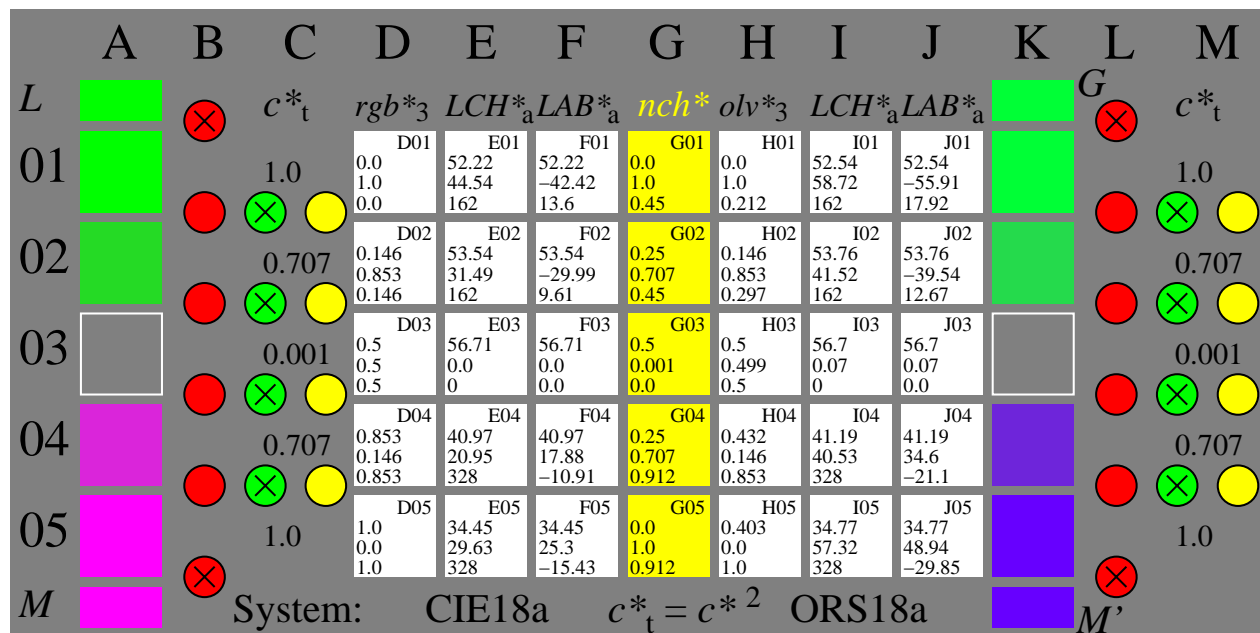 A B C D E F G H I J K L M
L c*t rgb*3 LCH*a LAB*a nch* olv*3 LCH*a LAB*a G c*t
01 1.0 D01 E01 F01 G01 H01 I01 J01 1.0
0.0 52.22 52.22 0.0 0.0 52.54 52.54
1.0 44.54 −42.42 1.0 1.0 58.72 −55.91
0.0 162 13.6 0.45 0.212 162 17.92
02 0.707 D02 E02 F02 G02 H02 I02 J02 0.707
0.146 53.54 53.54 0.25 0.146 53.76 53.76
0.853 31.49 −29.99 0.707 0.853 41.52 −39.54
0.146 162 9.61 0.45 0.297 162 12.67
03 0.001 D03 E03 F03 G03 H03 I03 J03 0.001
0.5 56.71 56.71 0.5 0.5 56.7 56.7
0.5 0.0 0.0 0.001 0.499 0.07 0.07
0.5 0 0.0 0.0 0.5 0 0.0
04 0.707 D04 E04 F04 G04 H04 I04 J04 0.707
0.853 40.97 40.97 0.25 0.432 41.19 41.19
0.146 20.95 17.88 0.707 0.146 40.53 34.6
0.853 328 −10.91 0.912 0.853 328 −21.1
05 1.0 D05 E05 F05 G05 H05 I05 J05 1.0
1.0 34.45 34.45 0.0 0.403 34.77 34.77
0.0 29.63 25.3 1.0 0.0 57.32 48.94
1.0 328 −15.43 0.912 1.0 328 −29.85
M System: CIE18a c*t = c* 2 ORS18a M'